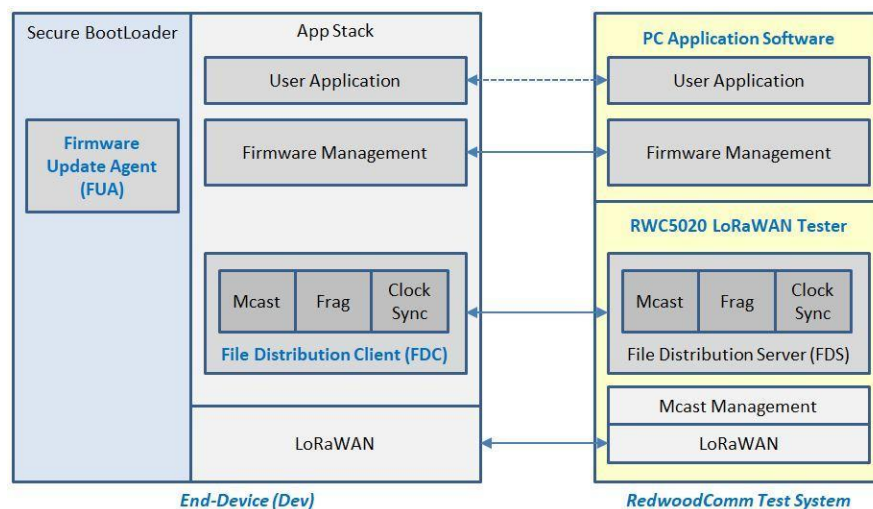 Secure BootLoader
App Stack
User Application
Firmware
Update Agent
(FUA)
Firmware Management
Mcast
Frag
Clock
Sync
File Distribution Client (FDC)
LoRaWAN
End-Device (Dev)
PC Application Software
User Application
Firmware Management
RWC5020 LoRaWAN Tester
Mcast
Frag
Clock
Sync
File Distribution Server (FDS)
Mcast Management
LoRaWAN
RedwoodComm Test System